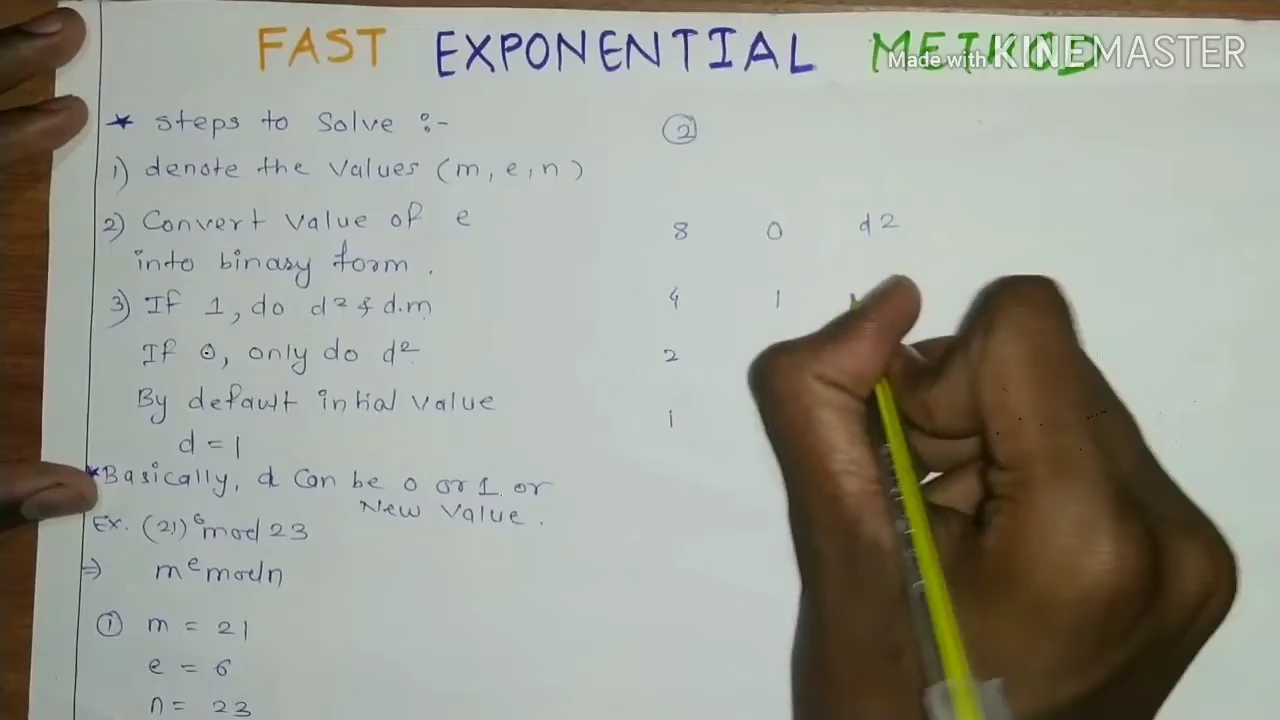 FAST EXPONENTIAL METHOD
Made with KINEMASTER
* Steps to Solve :-
1) denote the values (m, e, n)
2) Convert value of e
into binary form.
3) If 1, do d² & d.m
If 0, only do d²
By default intial value
d = 1
*Basically, d can be 0 or 1 or
New value.
Ex. (21)⁶ mod 23
⇒ mᵉ mod n
① m = 21
e = 6
n = 23
②
8 0 d2
4 1
2
1